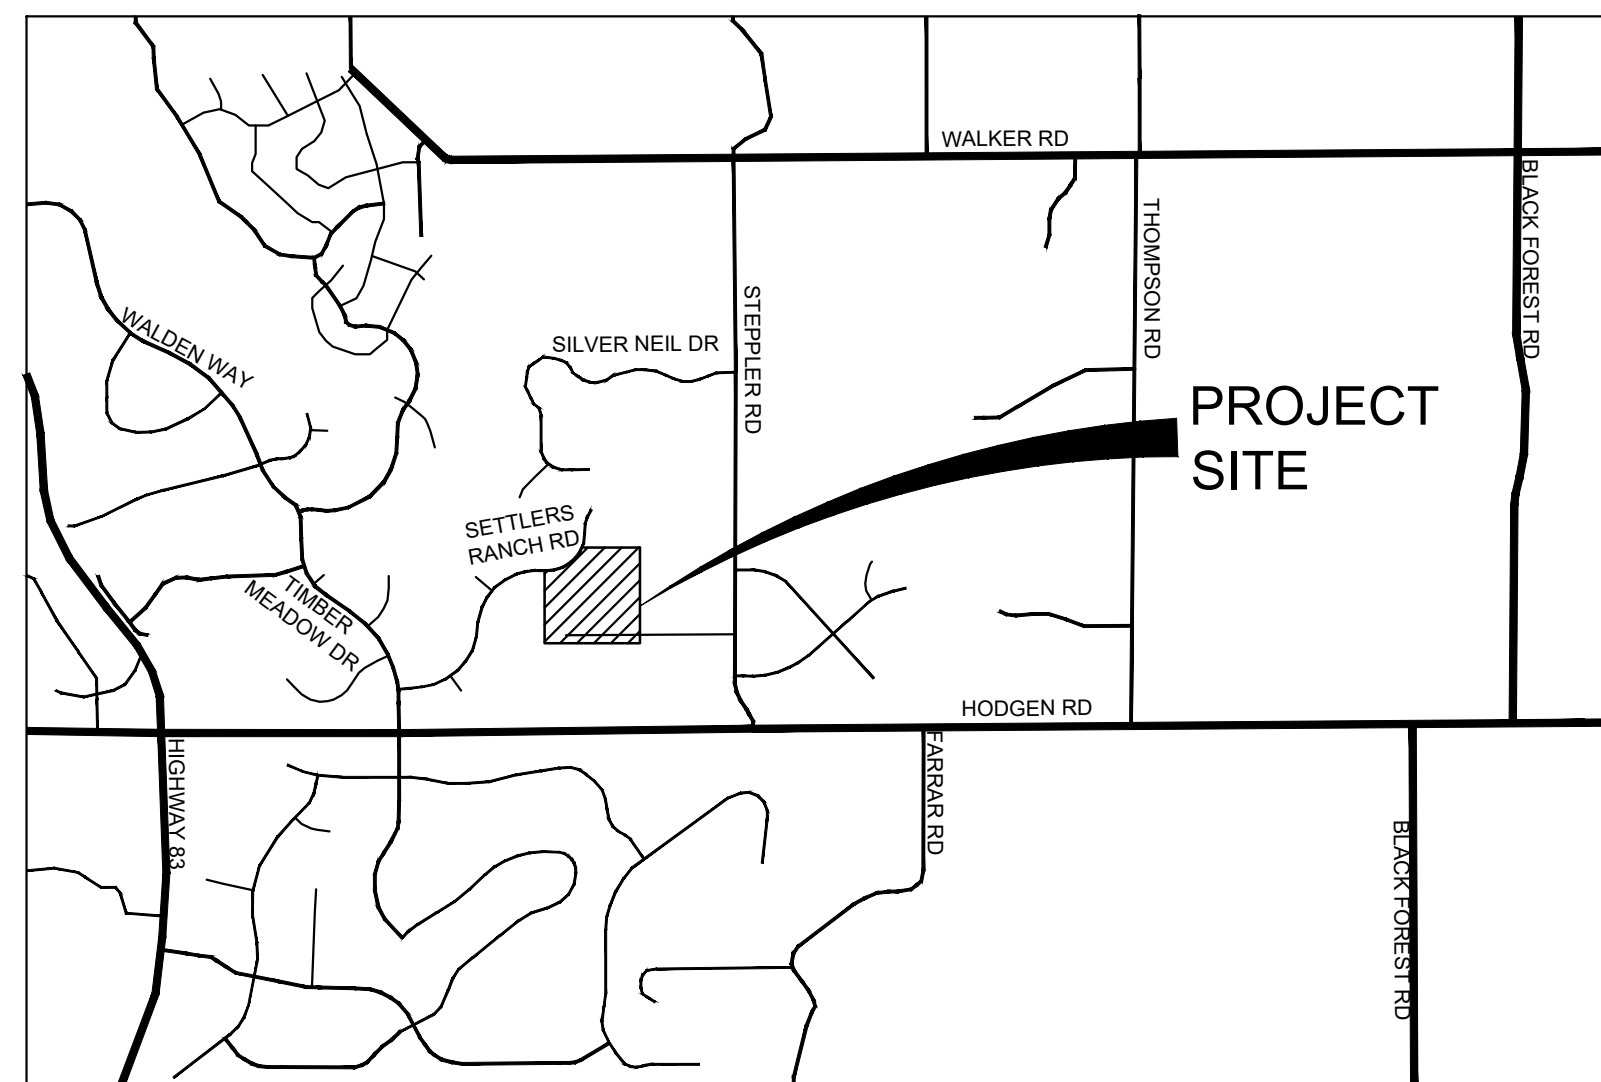 WALKER RD
BLACK FOREST RD
THOMPSON RD
STEPPLER RD
WALDEN WAY
SILVER NEIL DR
PROJECT
SITE
SETTLERS
RANCH RD
TIMBER
MEADOW DR
HODGEN RD
HIGHWAY 83
FARRAR RD
BLACK FOREST RD